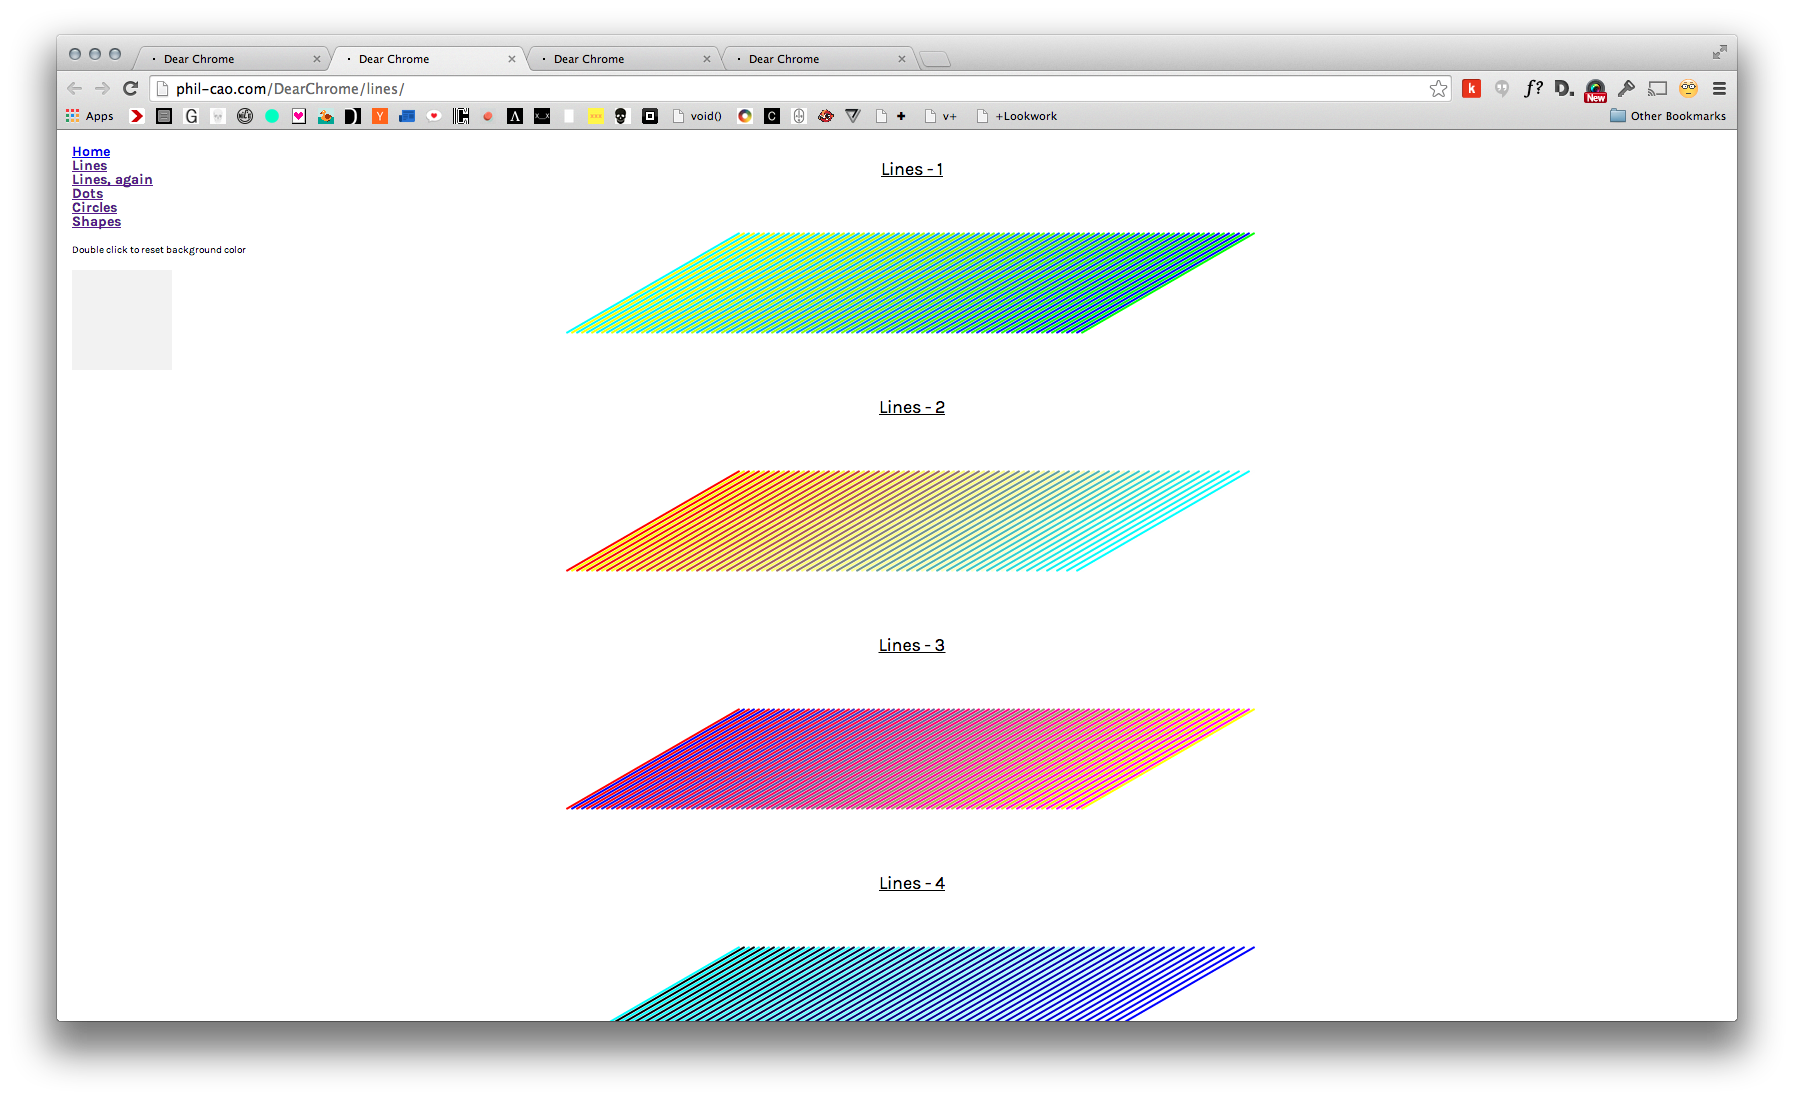 Dear Chrome
Dear Chrome
Dear Chrome
Dear Chrome
phil-cao.com/DearChrome/lines/
k
f?
D.
New
Apps
G
Y
Λ
xxx
C
void()
+
v+
+Lookwork
Other Bookmarks
Home
Lines
Lines, again
Dots
Circles
Shapes
Double click to reset background color
Lines - 1
Lines - 2
Lines - 3
Lines - 4